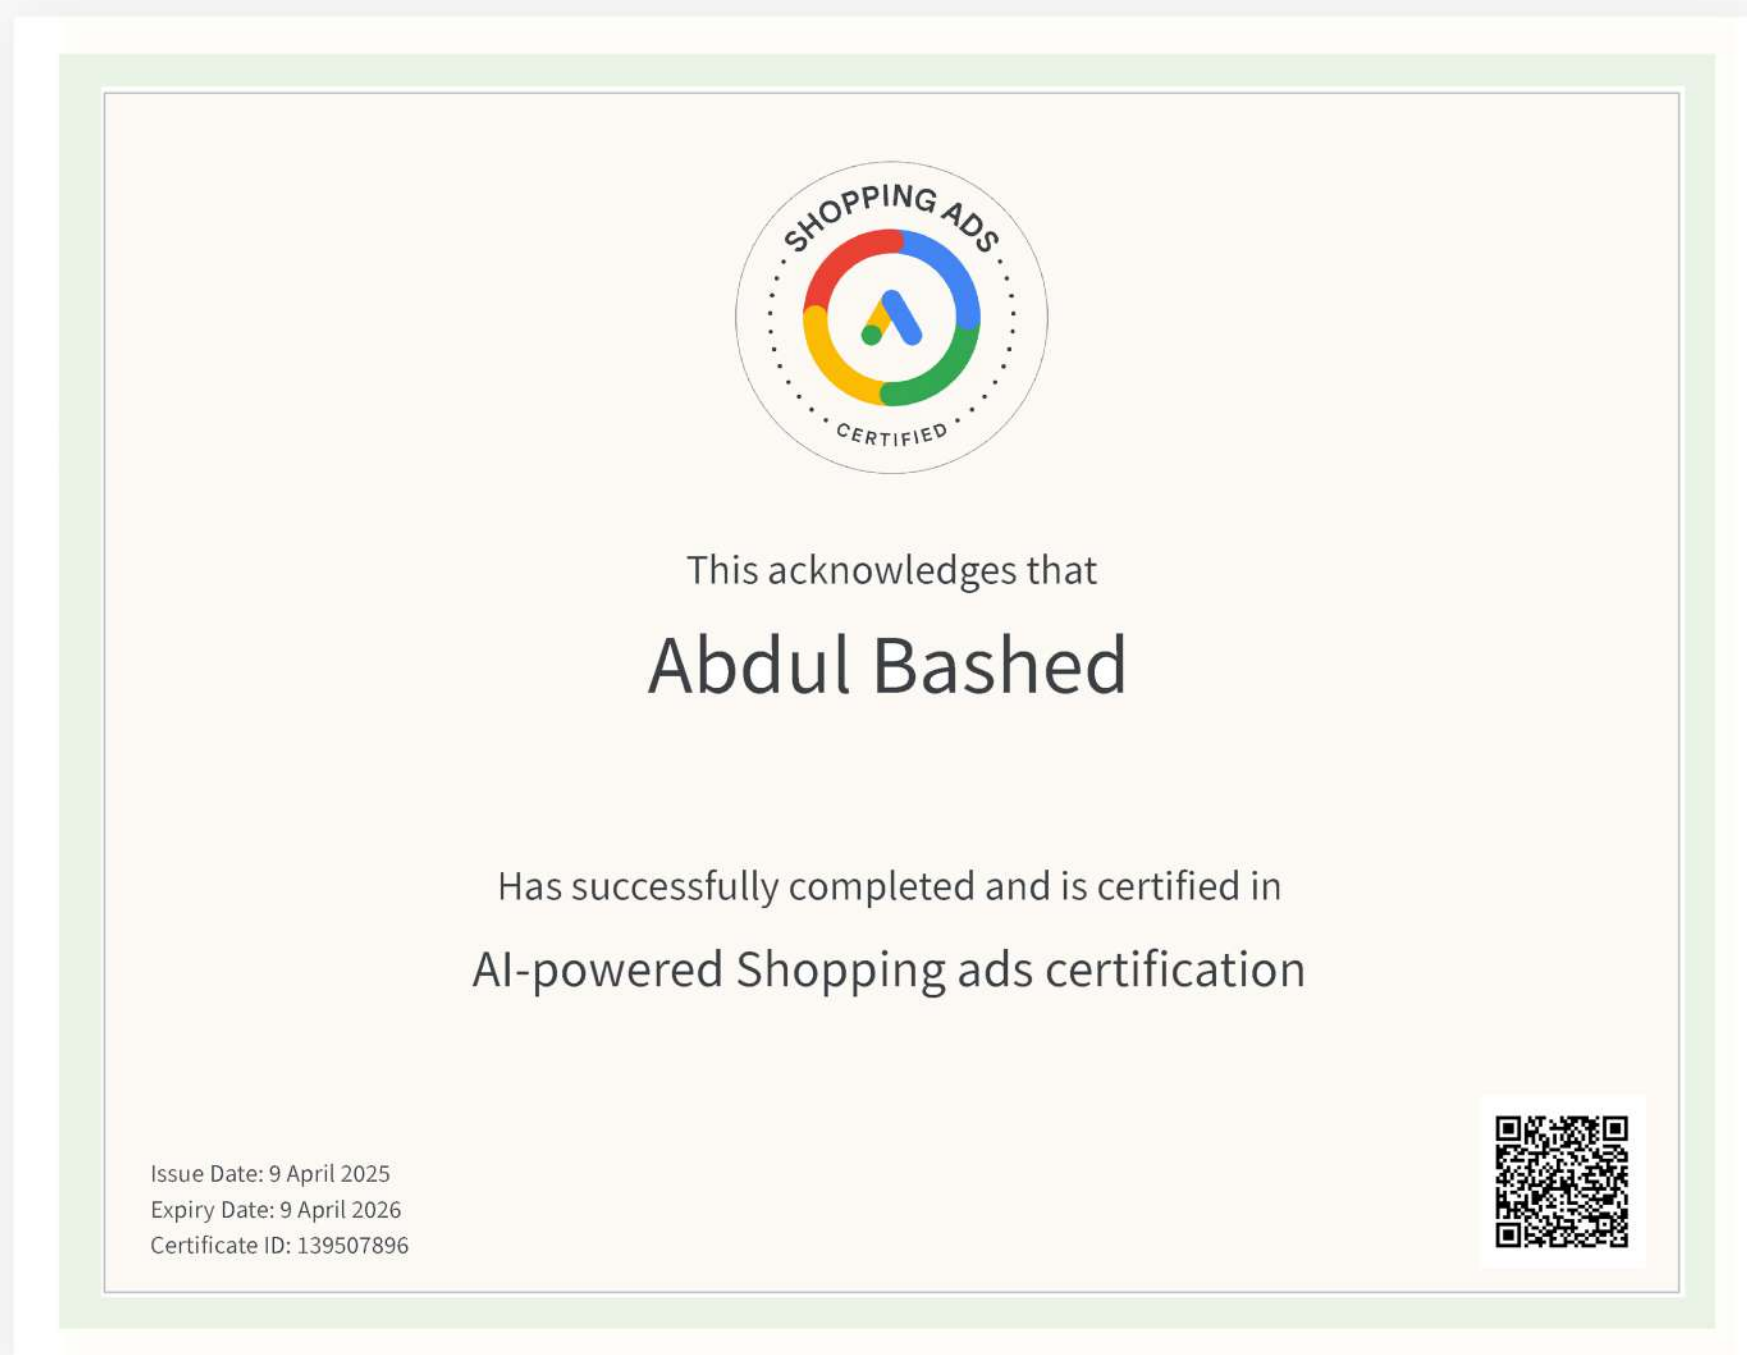 SHOPPING ADS
CERTIFIED
This acknowledges that
Abdul Bashed
Has successfully completed and is certified in
AI-powered Shopping ads certification
Issue Date: 9 April 2025
Expiry Date: 9 April 2026
Certificate ID: 139507896